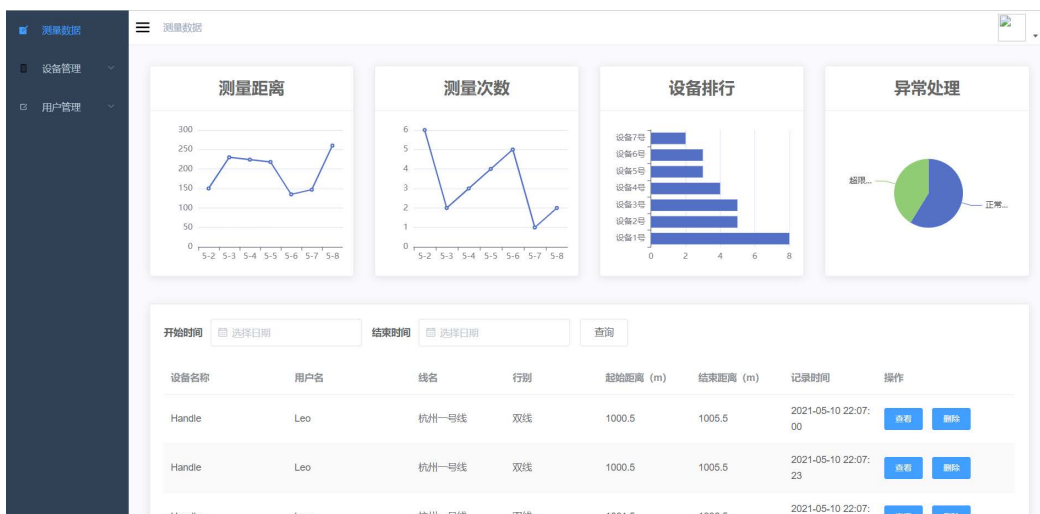 测量数据
设备管理
用户管理
测量数据
测量距离
300
250
200
150
100
50
0
5-2 5-3 5-4 5-5 5-6 5-7 5-8
测量次数
6
5
4
3
2
1
0
5-2 5-3 5-4 5-5 5-6 5-7 5-8
设备排行
设备7号
设备6号
设备5号
设备4号
设备3号
设备2号
设备1号
0 2 4 6 8
异常处理
超限...
正常...
开始时间 选择日期 结束时间 选择日期 查询
设备名称 用户名 线名 行别 起始距离（m） 结束距离（m） 记录时间 操作
Handle Leo 杭州一号线 双线 1000.5 1005.5 2021-05-10 22:07:00 查看 删除
Handle Leo 杭州一号线 双线 1000.5 1005.5 2021-05-10 22:07:23 查看 删除
2021-05-10 22:07: